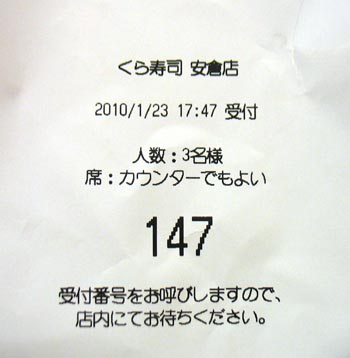 くら寿司 安倉店
2010/1/23 17:47 受付
人数：3名様
席：カウンターでもよい
147
受付番号をお呼びしますので、
店内にてお待ちください。